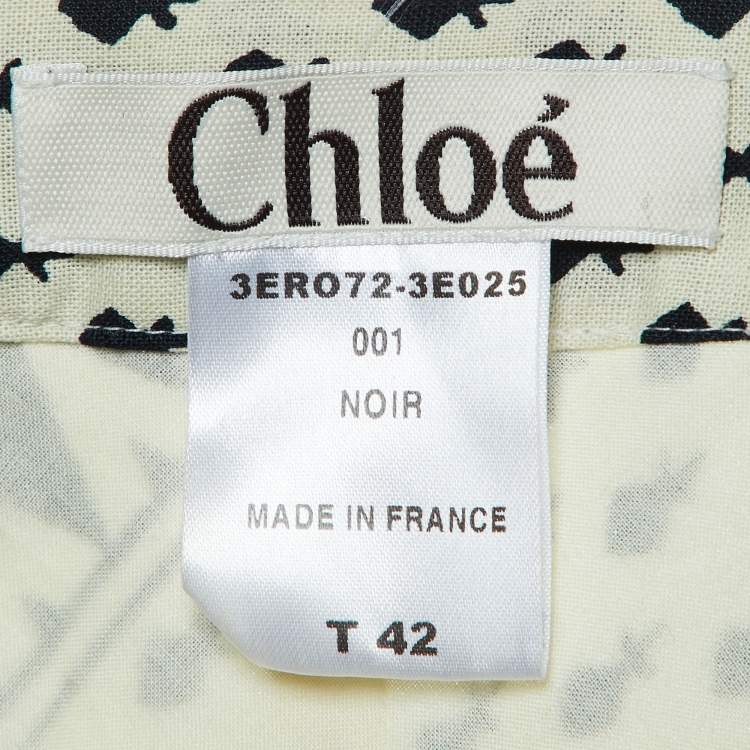 Chloé
3ERO72-3E025
001
NOIR
MADE IN FRANCE
T 42